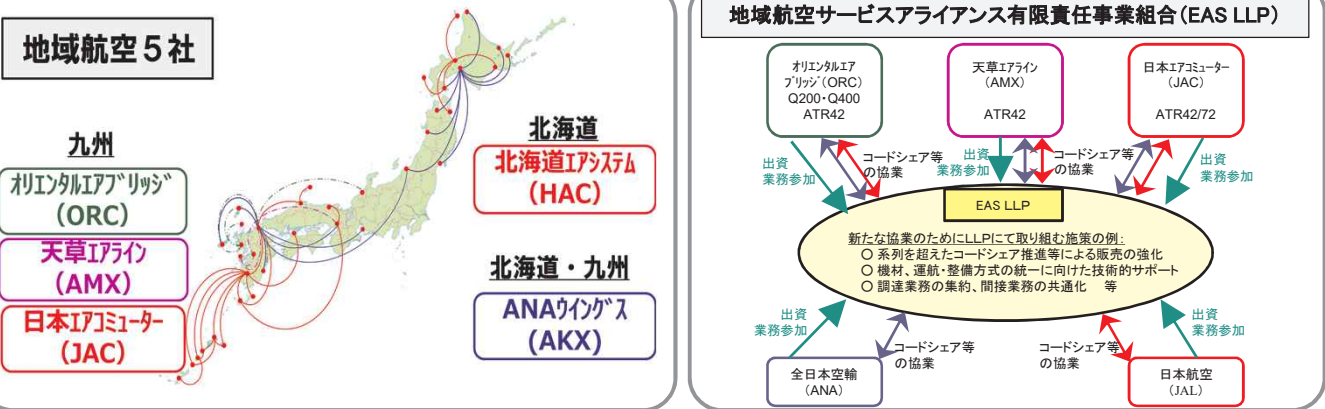 地域航空５社
九州
オリエンタルエアブリッジ
(ORC)
天草エアライン
(AMX)
日本エアコミューター
(JAC)
北海道
北海道エアシステム
(HAC)
北海道・九州
ANAウイングス
(AKX)
地域航空サービスアライアンス有限責任事業組合(EAS LLP)
オリエンタルエア
ブリッジ(ORC)
Q200・Q400
ATR42
天草エアライン
(AMX)
ATR42
日本エアコミューター
(JAC)
ATR42/72
出資
業務参加
コードシェア等
の協業
出資
業務参加
コードシェア等
の協業
出資
業務参加
EAS LLP
新たな協業のためにLLPにて取り組む施策の例：
○ 系列を超えたコードシェア推進等による販売の強化
○ 機材、運航・整備方式の統一に向けた技術的サポート
○ 調達業務の集約、間接業務の共通化　等
出資
業務参加
コードシェア等
の協業
コードシェア等
の協業
出資
業務参加
全日本空輸
(ANA)
日本航空
(JAL)